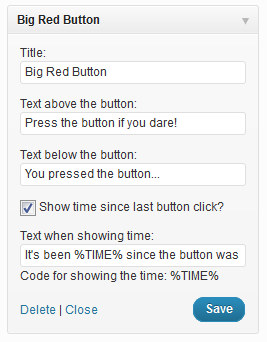 Big Red Button
Title:
Big Red Button
Text above the button:
Press the button if you dare!
Text below the button:
You pressed the button...
Show time since last button click?
Text when showing time:
It's been %TIME% since the button was
Code for showing the time: %TIME%
Delete | Close
Save